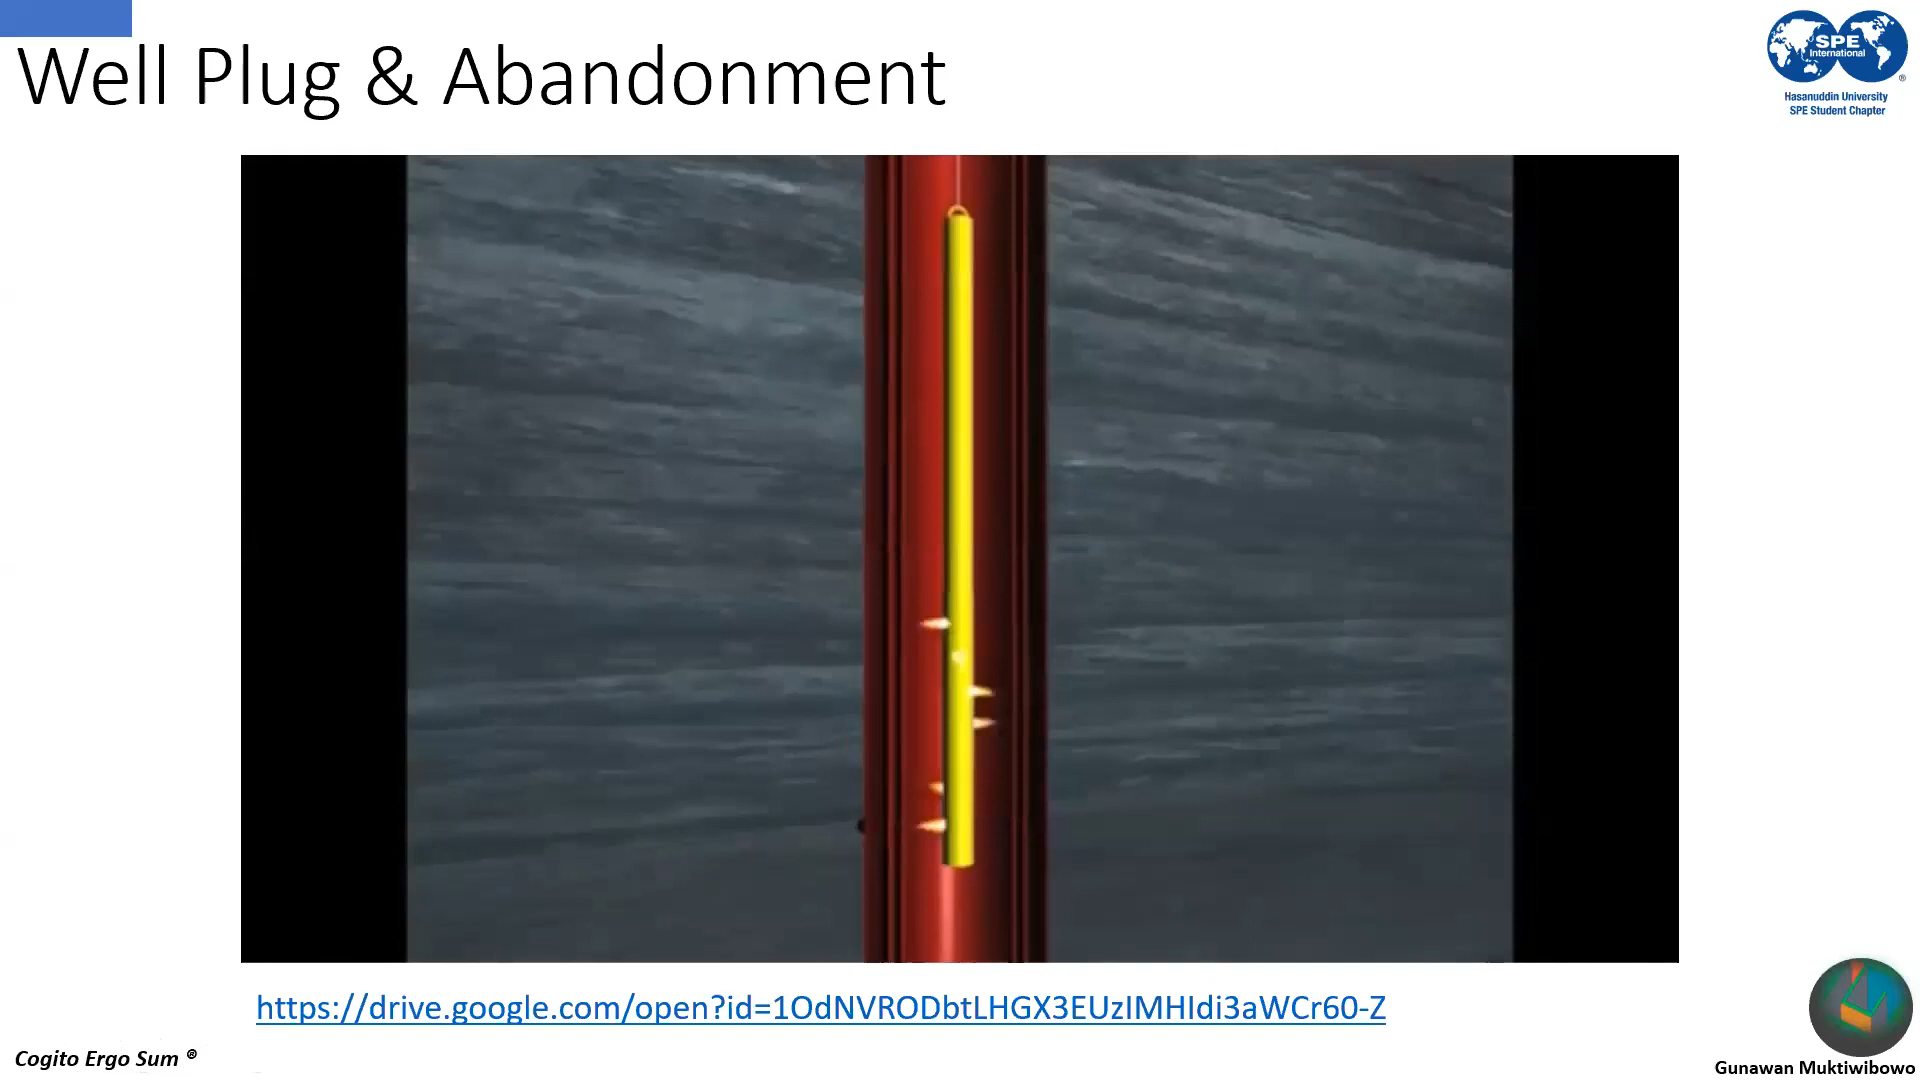 Well Plug & Abandonment
SPE
International
®
Hasanuddin University
SPE Student Chapter
https://drive.google.com/open?id=1OdNVRODbtLHGX3EUzIMHIdi3aWCr60-Z
Cogito Ergo Sum ®
Gunawan Muktiwibowo